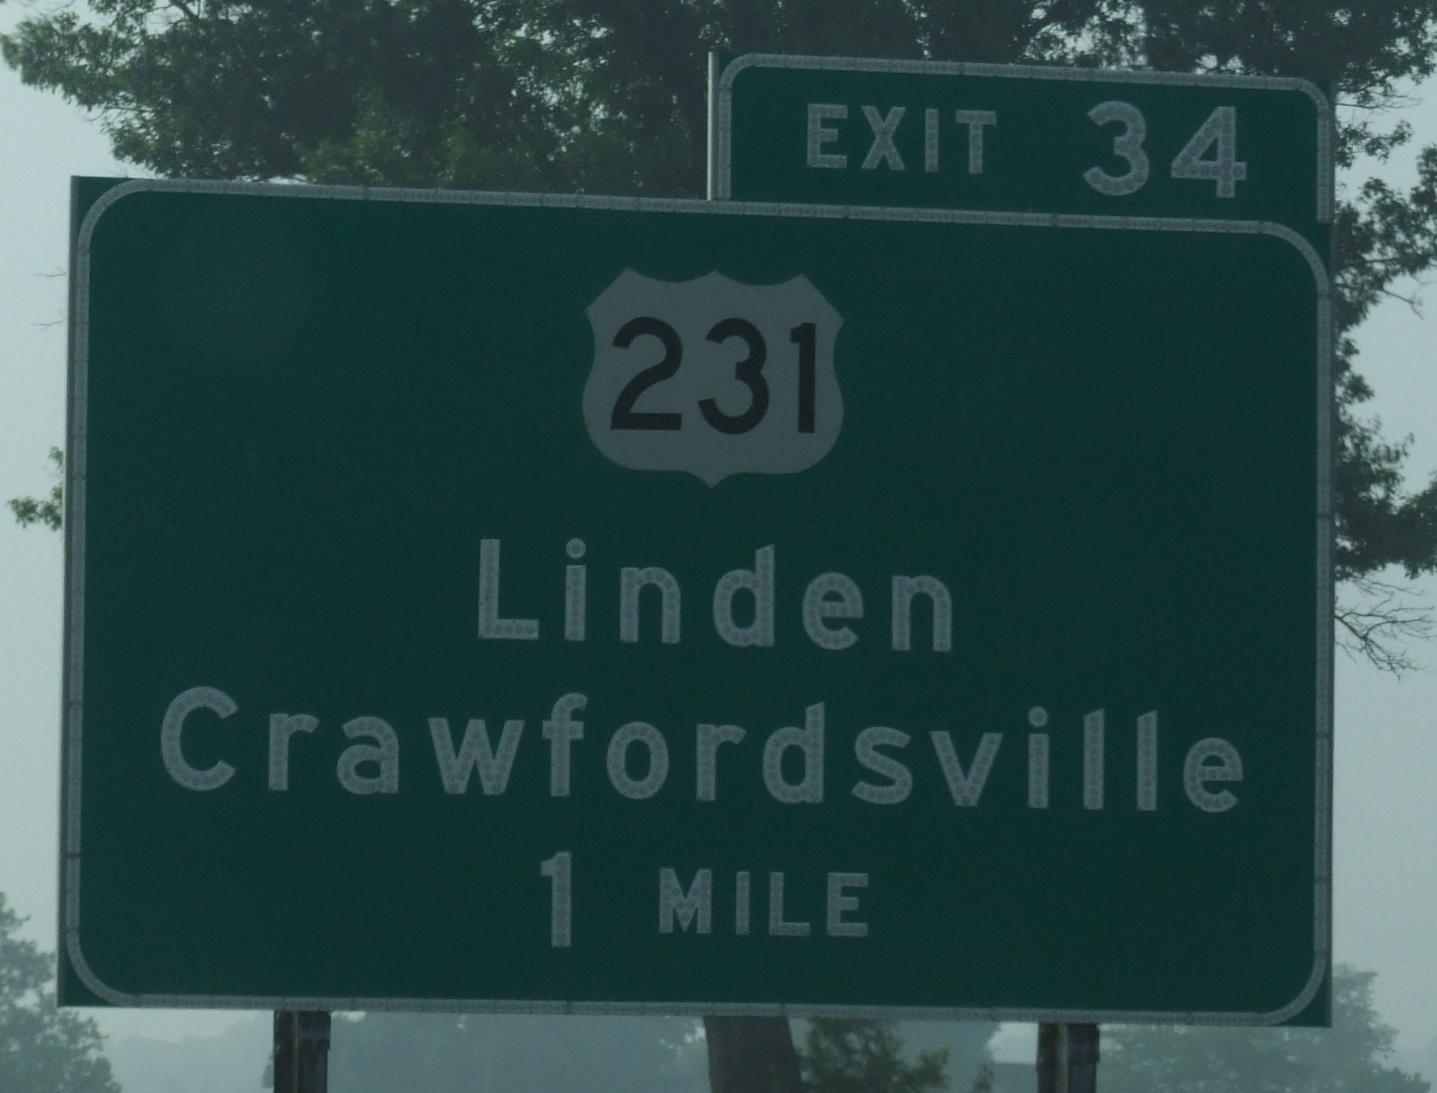 EXIT 34
231
Linden
Crawfordsville
1 MILE